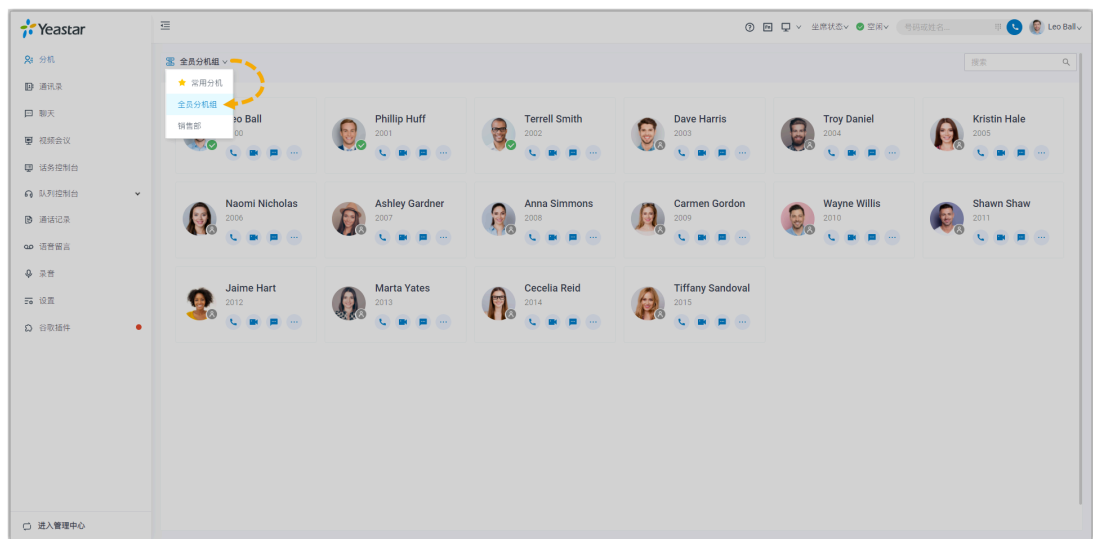 Yeastar
坐席状态
空闲
号码或姓名...
Leo Ball
分机
通讯录
聊天
视频会议
话务控制台
队列控制台
通话记录
语音留言
录音
设置
谷歌插件
进入管理中心
全员分机组
搜索
常用分机
全员分机组
销售部
eo Ball
00
Phillip Huff
2001
Terrell Smith
2002
Dave Harris
2003
Troy Daniel
2004
Kristin Hale
2005
Naomi Nicholas
2006
Ashley Gardner
2007
Anna Simmons
2008
Carmen Gordon
2009
Wayne Willis
2010
Shawn Shaw
2011
Jaime Hart
2012
Marta Yates
2013
Cecelia Reid
2014
Tiffany Sandoval
2015